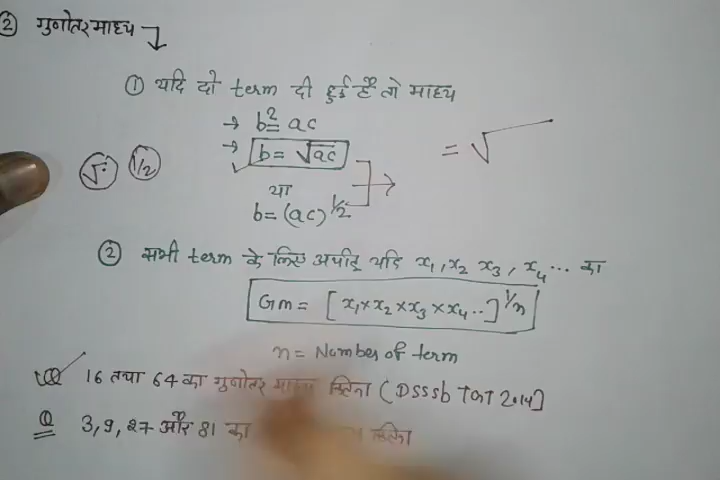 ② गुणोतर माध्य
① यदि दो term दी हुई है तो माध्य
→ b² = ac
→ b = √ac = √
√· 1/2
या
b = (ac)^1/2
② सभी term के लिए अर्थात् यदि x₁, x₂ x₃, x₄ ... का
Gm = [x₁ × x₂ × x₃ × x₄ ..]^1/n
n = Number of term
Q 16 तथा 64 का गुणोतर माध्य कितना (DSSSb TGT 2014)
Q 3, 9, 27 और 81 का कितना